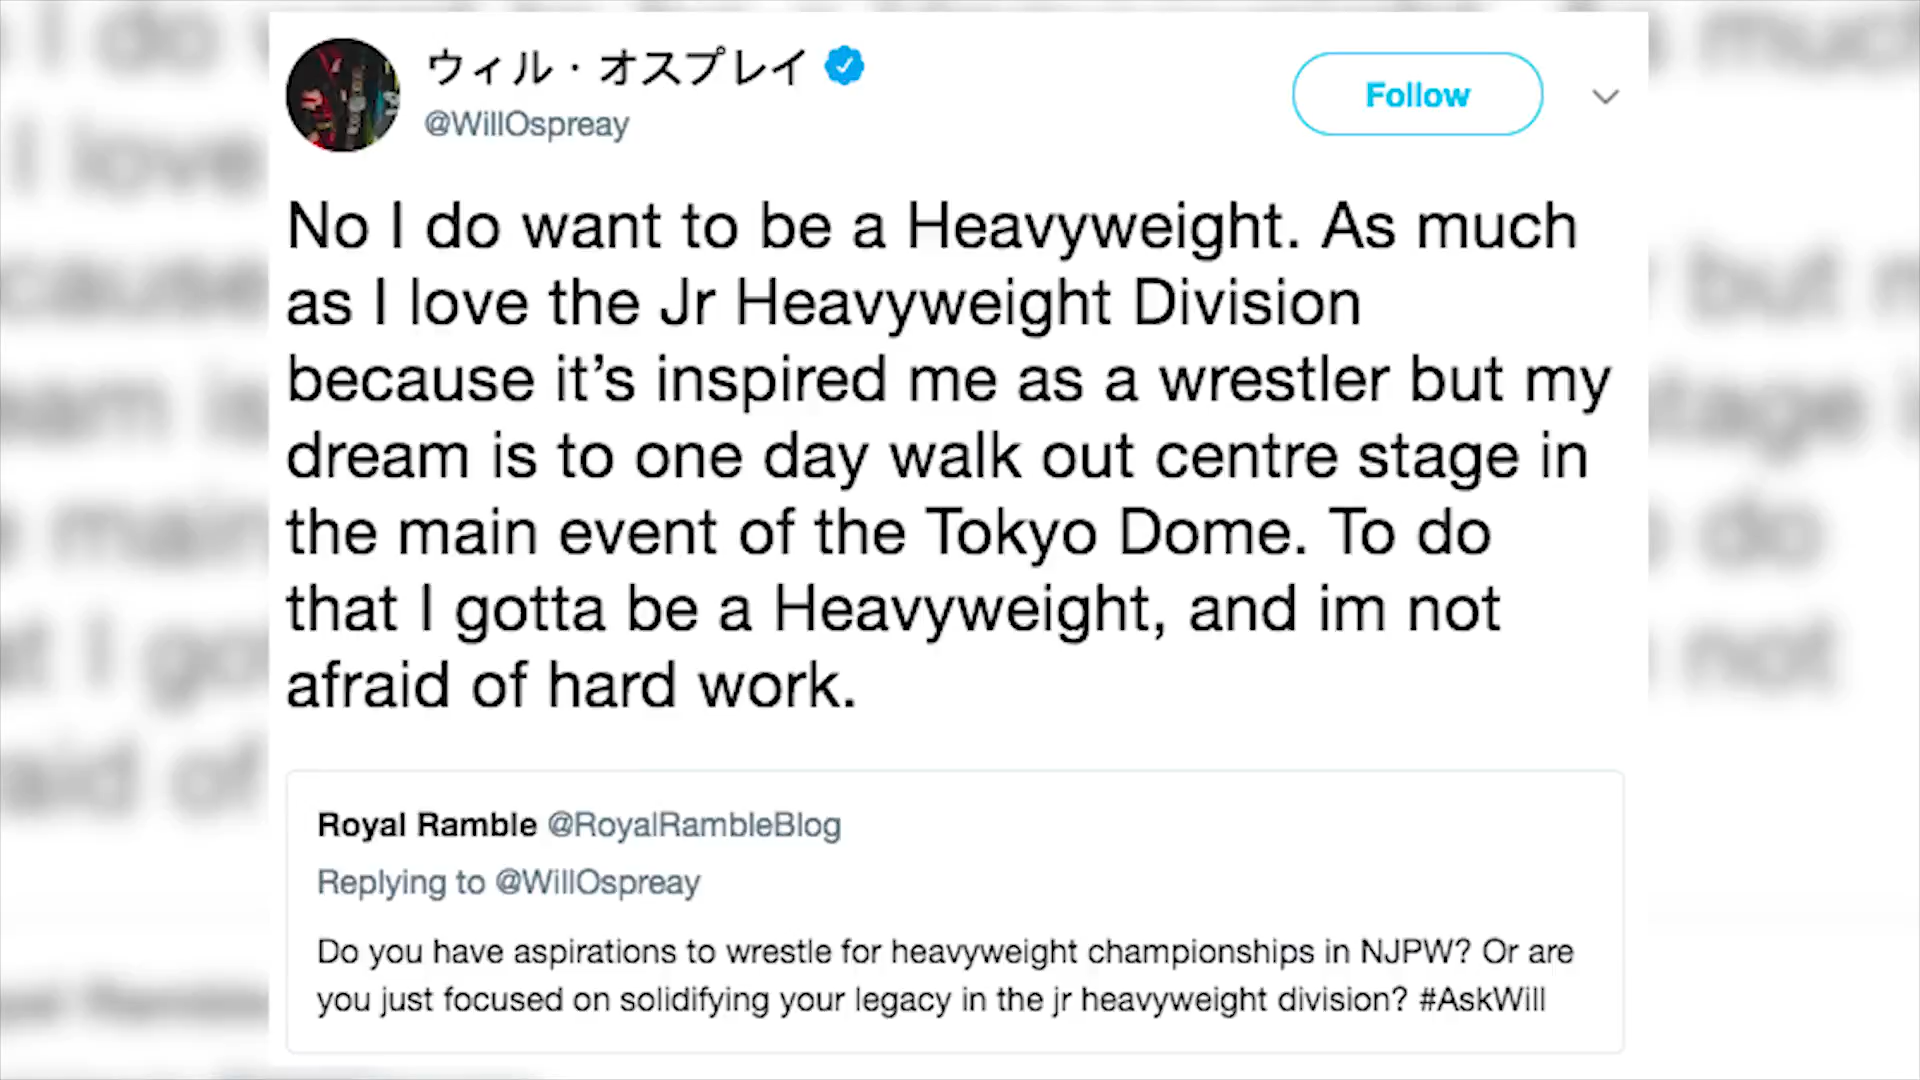 ウィル・オスプレイ
@WillOspreay
Follow
No I do want to be a Heavyweight. As much
as I love the Jr Heavyweight Division
because it’s inspired me as a wrestler but my
dream is to one day walk out centre stage in
the main event of the Tokyo Dome. To do
that I gotta be a Heavyweight, and im not
afraid of hard work.
Royal Ramble @RoyalRambleBlog
Replying to @WillOspreay
Do you have aspirations to wrestle for heavyweight championships in NJPW? Or are
you just focused on solidifying your legacy in the jr heavyweight division? #AskWill